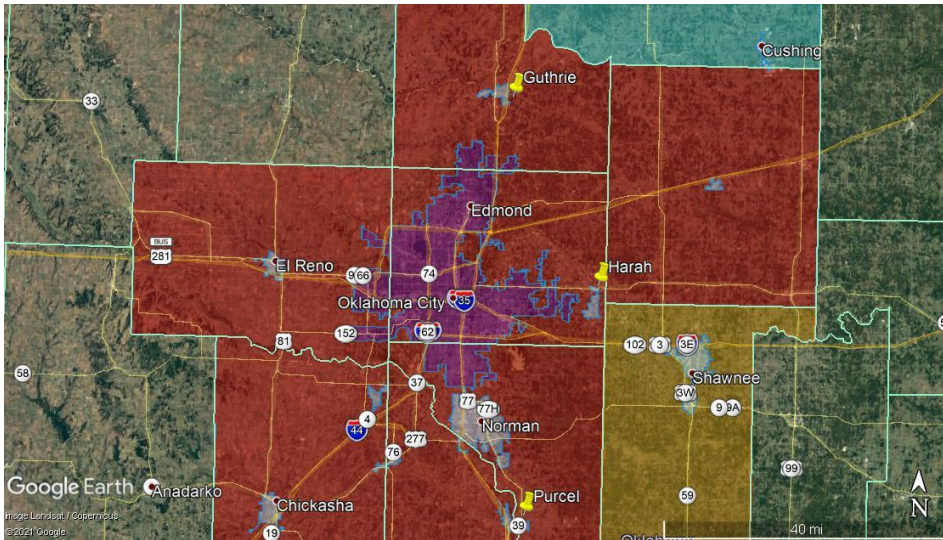 Cushing
Guthrie
33
Edmond
BUS
281
El Reno
9
66
74
Harah
Oklahoma City
35
152
62
81
102
3
3E
58
37
Shawnee
3W
77
77H
9
9A
4
44
277
Norman
76
99
Google Earth
Anadarko
Purcel
59
N
Chickasha
39
Image Landsat / Copernicus
40 mi
©2021 Google
19
Oklahoma